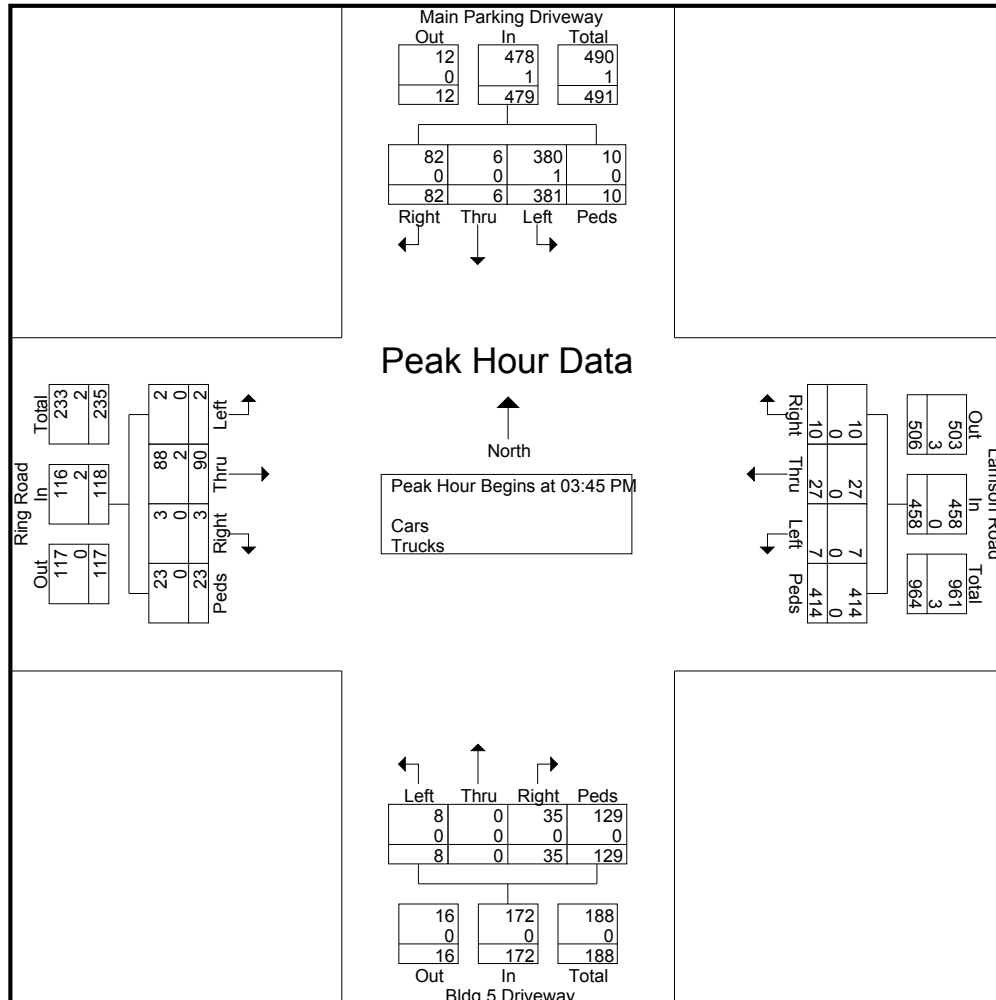 Main Parking Driveway
Out In Total
12 478 490
0 1 1
12 479 491
82 6 380 10
0 0 1 0
82 6 381 10
Right Thru Left Peds
Peak Hour Data
North
Peak Hour Begins at 03:45 PM
Cars
Trucks
Ring Road
Total In Out
233 116 117
2 2 0
235 118 117
2 88 3 23
0 2 0 0
2 90 3 23
Left Thru Right Peds
Lamson Road
Out In Total
503 458 961
3 0 3
506 458 964
10 27 7 414
0 0 0 0
10 27 7 414
Right Thru Left Peds
Left Thru Right Peds
8 0 35 129
0 0 0 0
8 0 35 129
16 172 188
0 0 0
16 172 188
Out In Total
Bldg 5 Driveway